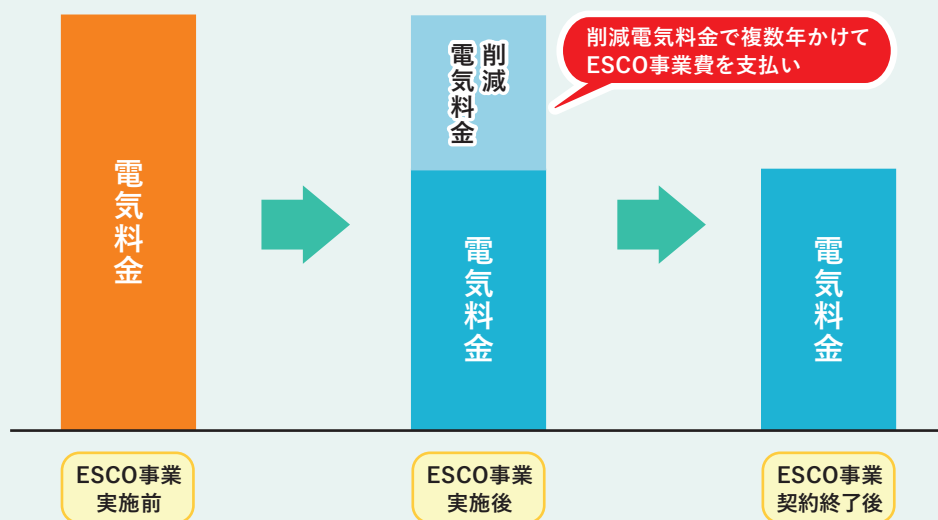 電気料金
削減
電気料金
削減電気料金で複数年かけて
ESCO事業費を支払い
電気料金
電気料金
ESCO事業
実施前
ESCO事業
実施後
ESCO事業
契約終了後